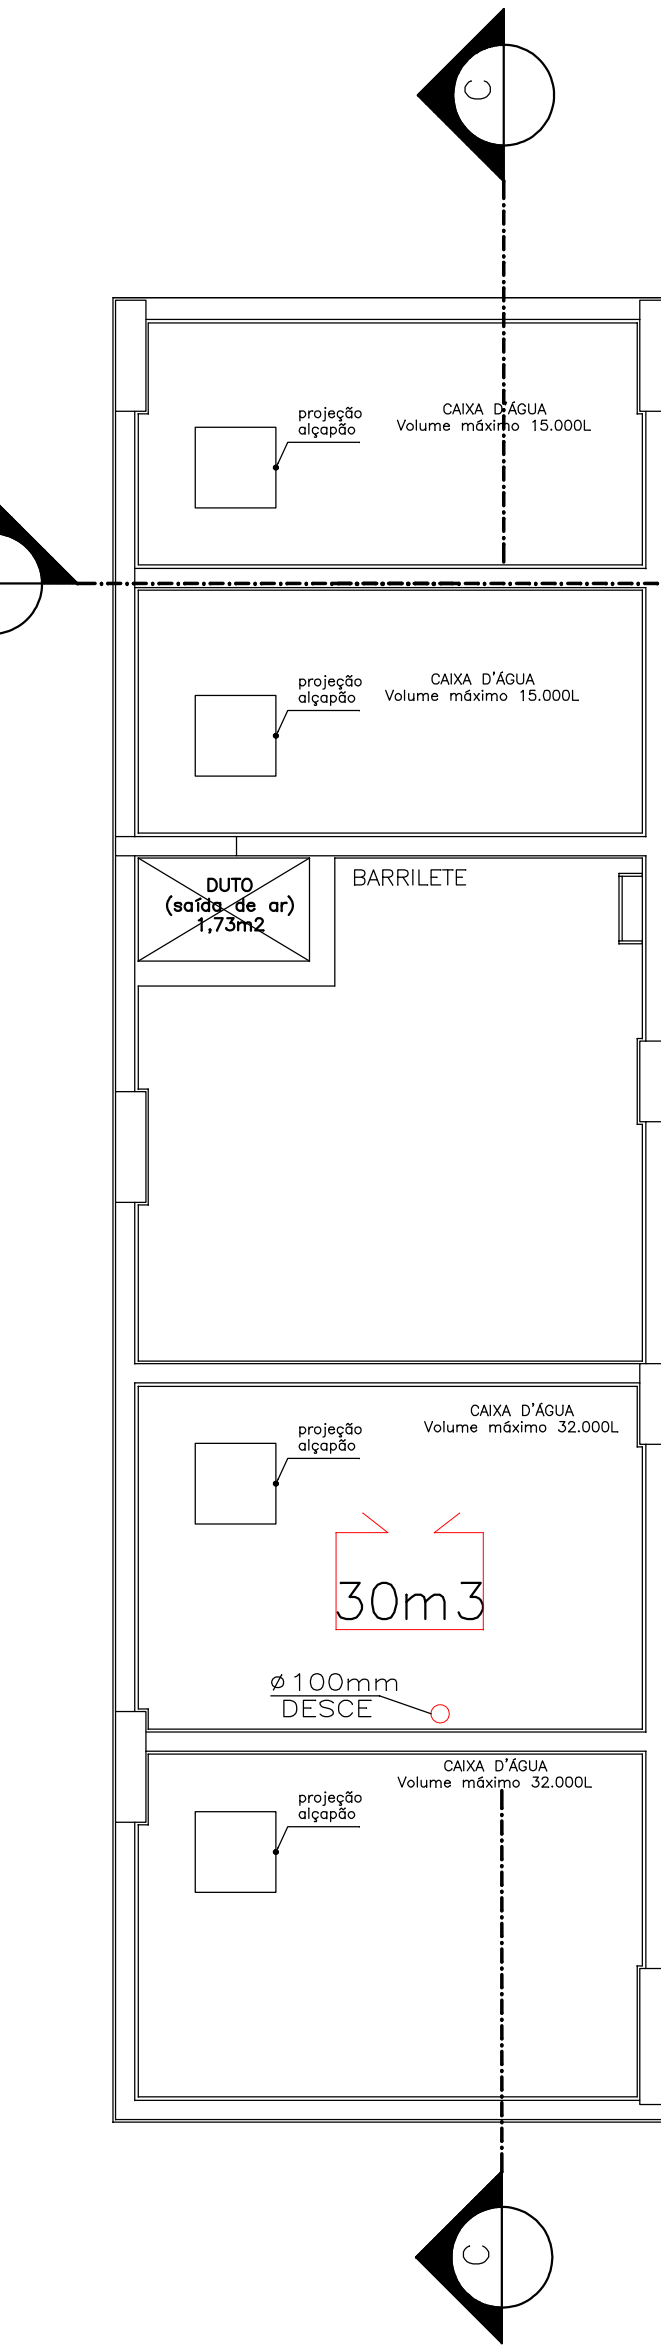 C
projeção
alçapão
CAIXA D'ÁGUA
Volume máximo 15.000L
projeção
alçapão
CAIXA D'ÁGUA
Volume máximo 15.000L
DUTO
(saída de ar)
1,73m2
BARRILETE
CAIXA D'ÁGUA
Volume máximo 32.000L
projeção
alçapão
30m3
ø100mm
DESCE
CAIXA D'ÁGUA
Volume máximo 32.000L
projeção
alçapão
C